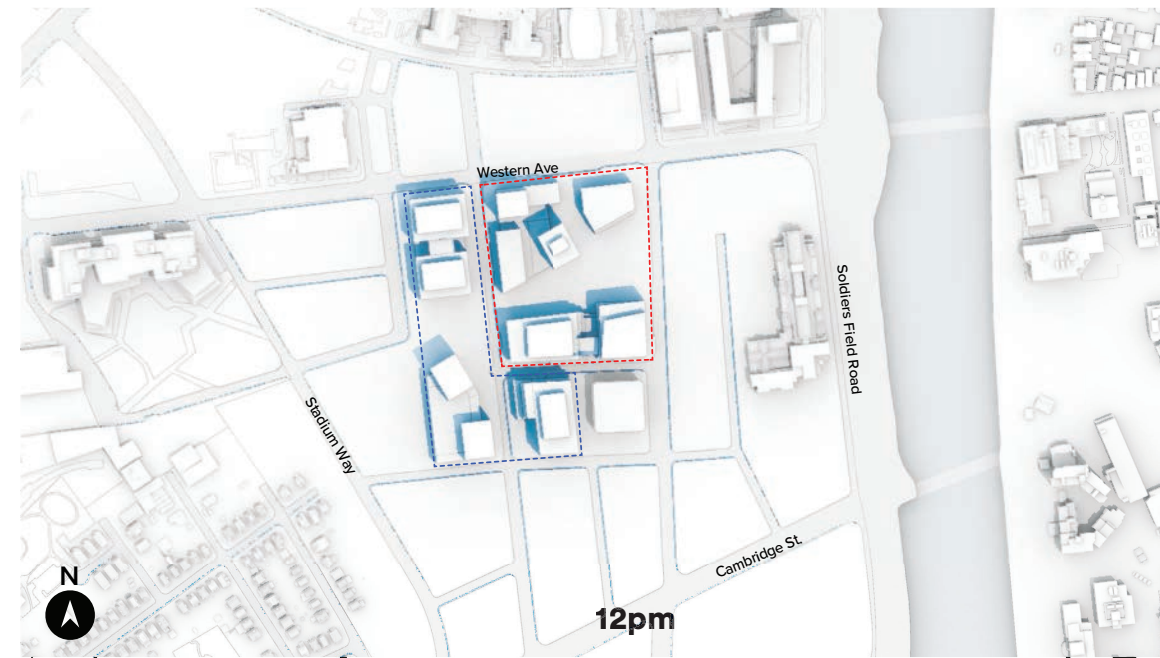 Western Ave
Soldiers Field Road
Stadium Way
Cambridge St.
N
12pm